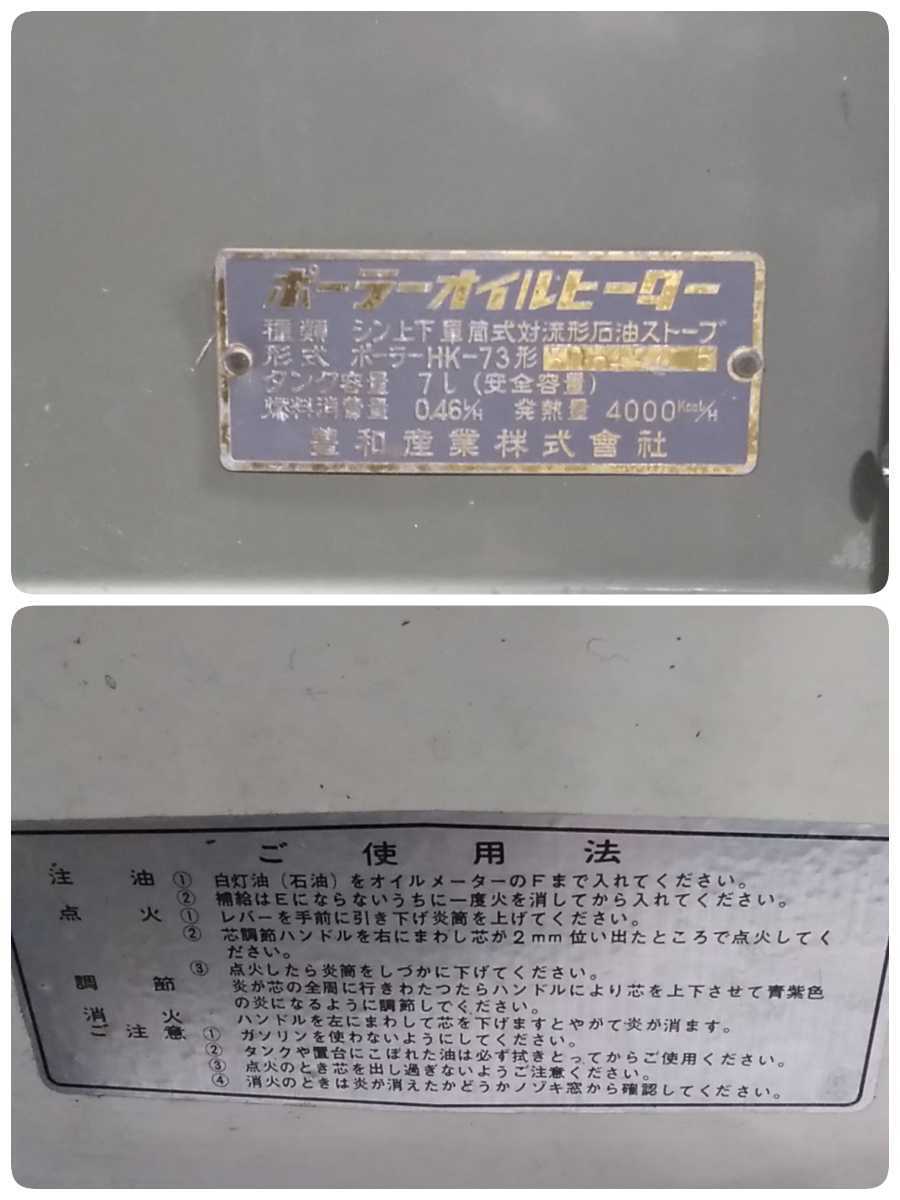 ポーラーオイルヒーター
種類 シン上下単筒式対流形石油ストーブ
形式 ポーラーHK-73形
タンク容量 7l (安全容量)
燃料消費量 0.46l/H 発熱量 4000Kcal/H
豊和産業株式會社
ご使用法
注油 ① 白灯油(石油)をオイルメーターのFまで入れてください。
② 補給はEにならないうちに一度火を消してから入れてください。
点火 ① レバーを手前に引き下げ炎筒を上げてください。
② 芯調節ハンドルを右にまわし芯が2mm位い出たところで点火してく
ださい。
③ 点火したら炎筒をしづかに下げてください。
調節 炎が芯の全周に行きわたつたらハンドルにより芯を上下させて青紫色
の炎になるように調節してください。
消火 ハンドルを左にまわして芯を下げますとやがて炎が消ます。
ご注意 ① ガソリンを使わないようにしてください。
② タンクや置台にこぼれた油は必ず拭きとってからご使用ください。
③ 点火のとき芯を出し過ぎないようご注意ください。
④ 消火のときは炎が消えたかどうかノゾキ窓から確認してください。